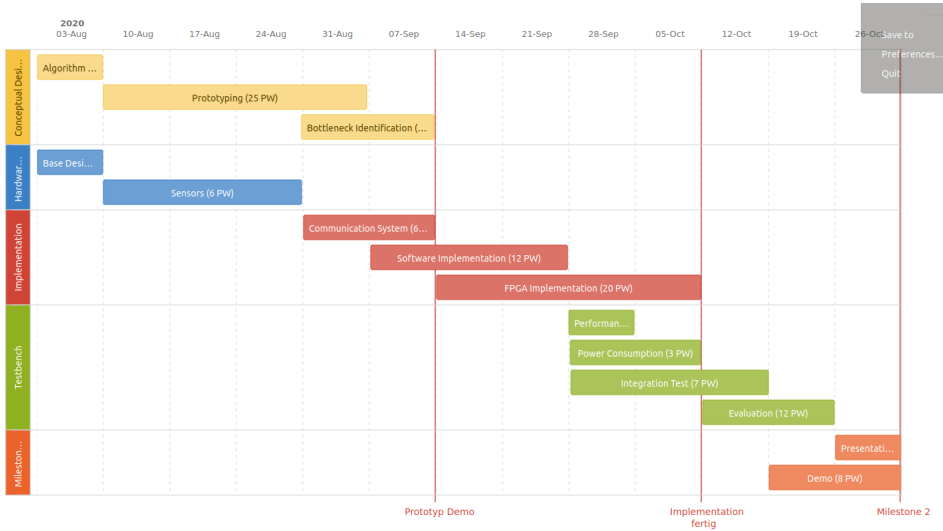 2020
03-Aug 10-Aug 17-Aug 24-Aug 31-Aug 07-Sep 14-Sep 21-Sep 28-Sep 05-Oct 12-Oct 19-Oct 26-Oct
Save to
Preferences...
Quit
Conceptual Desi...
Algorithm ...
Prototyping (25 PW)
Bottleneck Identification (...
Hardwar...
Base Desi...
Sensors (6 PW)
Implementation
Communication System (6...
Software Implementation (12 PW)
FPGA Implementation (20 PW)
Testbench
Performan...
Power Consumption (3 PW)
Integration Test (7 PW)
Evaluation (12 PW)
Mileston...
Presentati...
Demo (8 PW)
Prototyp Demo
Implementation
fertig
Milestone 2